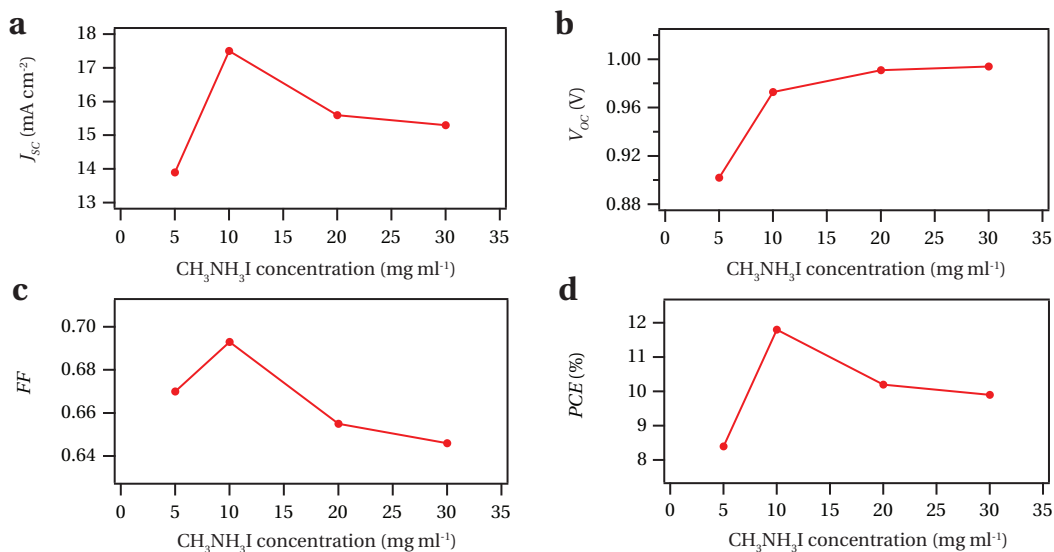 a
18
17
16
15
14
13
J_SC (mA cm⁻²)
0 5 10 15 20 25 30 35
CH₃NH₃I concentration (mg ml⁻¹)
b
1.00
0.96
0.92
0.88
V_OC (V)
0 5 10 15 20 25 30 35
CH₃NH₃I concentration (mg ml⁻¹)
c
0.70
0.68
0.66
0.64
FF
0 5 10 15 20 25 30 35
CH₃NH₃I concentration (mg ml⁻¹)
d
12
11
10
9
8
PCE (%)
0 5 10 15 20 25 30 35
CH₃NH₃I concentration (mg ml⁻¹)